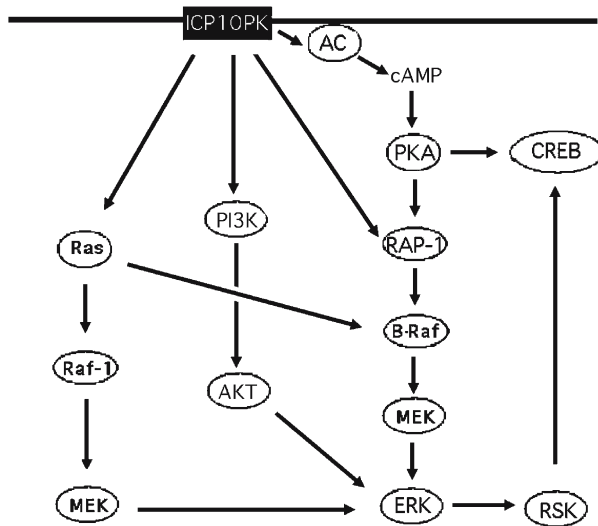 ICP10PK
AC
cAMP
PKA
CREB
PI3K
RAP-1
Ras
B-Raf
Raf-1
AKT
MEK
MEK
ERK
RSK